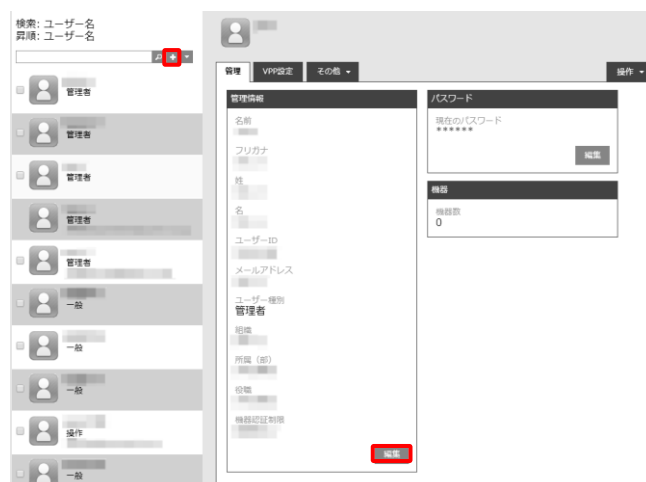 検索: ユーザー名
昇順: ユーザー名
管理者
管理者
管理者
管理者
管理者
一般
一般
一般
操作
一般
管理
VPP設定
その他
操作
管理情報
名前
フリガナ
姓
名
ユーザーID
メールアドレス
ユーザー種別
管理者
組織
所属（部）
役職
機器認証制限
編集
パスワード
現在のパスワード
******
編集
機器
機器数
0